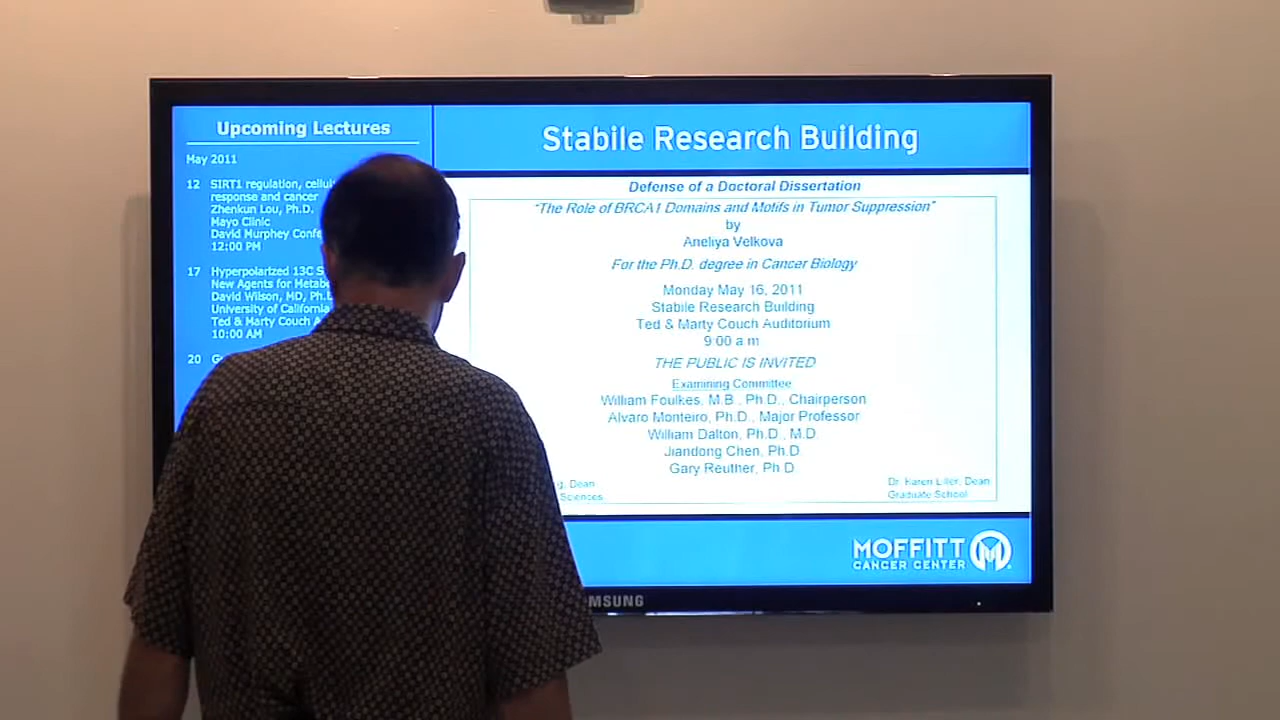 Upcoming Lectures
May 2011
12 SIRT1 regulation,
response and cancer
Zhenkun Lou, Ph.D.
Mayo Clinic
David Murphey
12:00 PM
17 Hyperpolarized 13C
New Agents for
David Wilson, MD,
University of California
Ted & Marty Couch
10:00 AM
20
Stabile Research Building
Defense of a Doctoral Dissertation
"The Role of BRCA1 Domains and Motifs in Tumor Suppression"
by
Aneliya Velkova
For the Ph.D. degree in Cancer Biology
Monday May 16, 2011
Stabile Research Building
Ted & Marty Couch Auditorium
9:00 a m
THE PUBLIC IS INVITED
Examining Committee
William Foulkes, M.B., Ph.D., Chairperson
Alvaro Monteiro, Ph.D., Major Professor
William Dalton, Ph.D., M.D
Jiandong Chen, Ph.D
Gary Reuther, Ph D
Dean
Sciences
Dr. Karen Liller, Dean
Graduate School
MOFFITT
CANCER CENTER
MSUNG